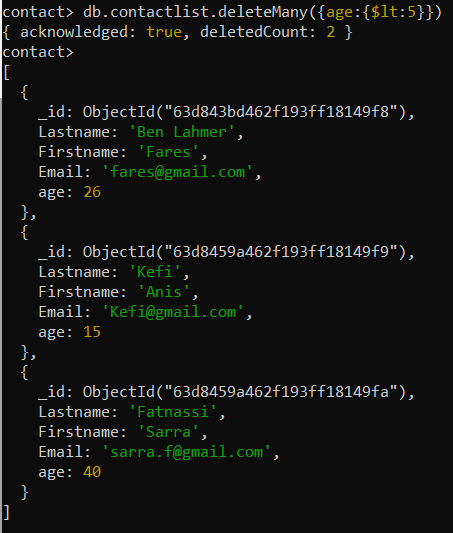 contact> db.contactlist.deleteMany({age:{$lt:5}})
{ acknowledged: true, deletedCount: 2 }
contact>
[
  {
    _id: ObjectId("63d843bd462f193ff18149f8"),
    Lastname: 'Ben Lahmer',
    Firstname: 'Fares',
    Email: 'fares@gmail.com',
    age: 26
  },
  {
    _id: ObjectId("63d8459a462f193ff18149f9"),
    Lastname: 'Kefi',
    Firstname: 'Anis',
    Email: 'Kefi@gmail.com',
    age: 15
  },
  {
    _id: ObjectId("63d8459a462f193ff18149fa"),
    Lastname: 'Fatnassi',
    Firstname: 'Sarra',
    Email: 'sarra.f@gmail.com',
    age: 40
  }
]